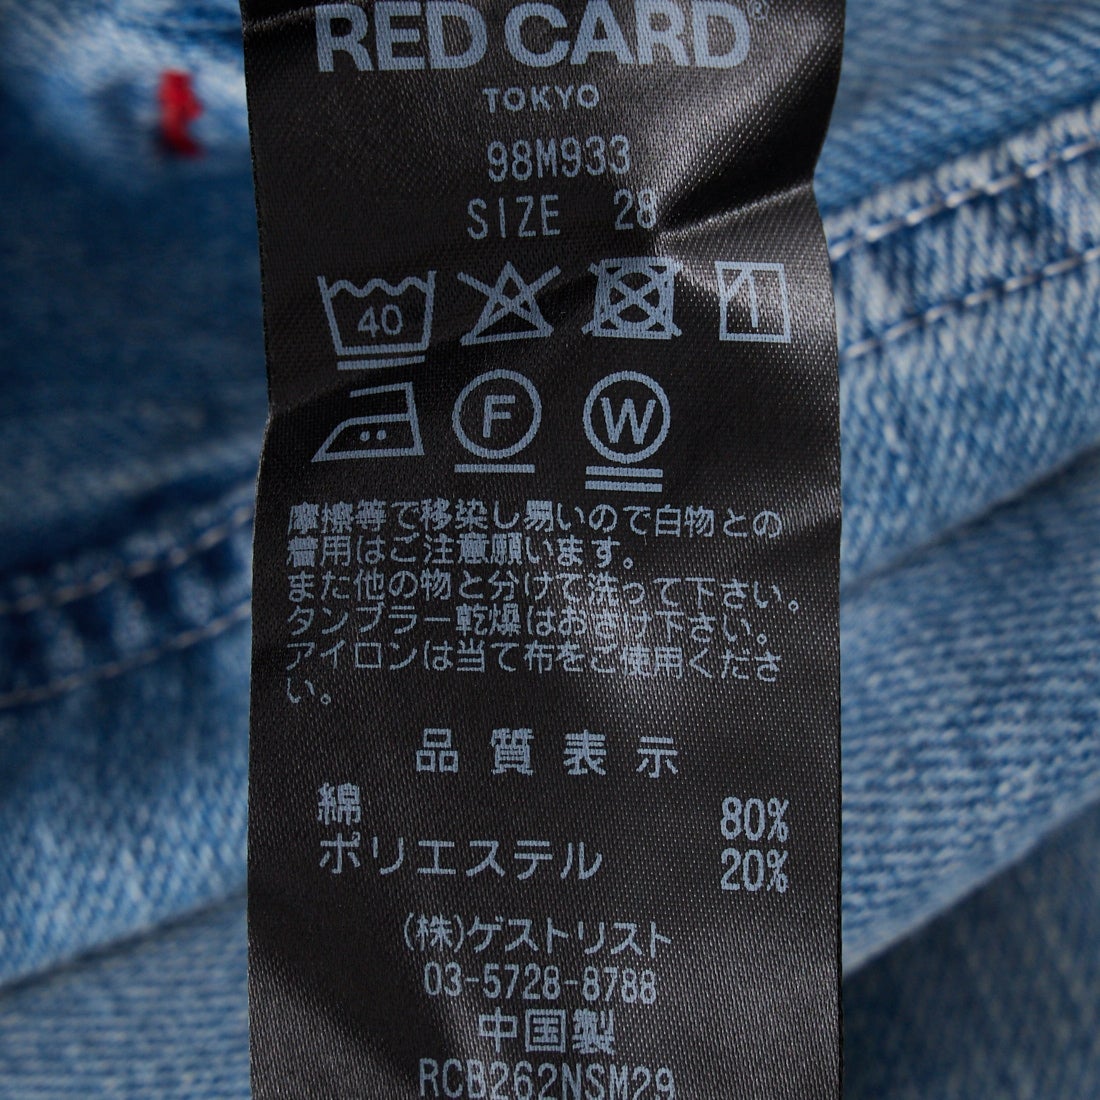 RED CARD®
TOKYO
98M933
SIZE 28
40
F W
摩擦等で移染し易いので白物との
着用はご注意願います。
また他の物と分けて洗って下さい。
タンブラー乾燥はおさけ下さい。
アイロンは当て布をご使用くださ
い。
品質表示
綿 80%
ポリエステル 20%
(株)ゲストリスト
03-5728-8788
中国製
RCB262NSM29